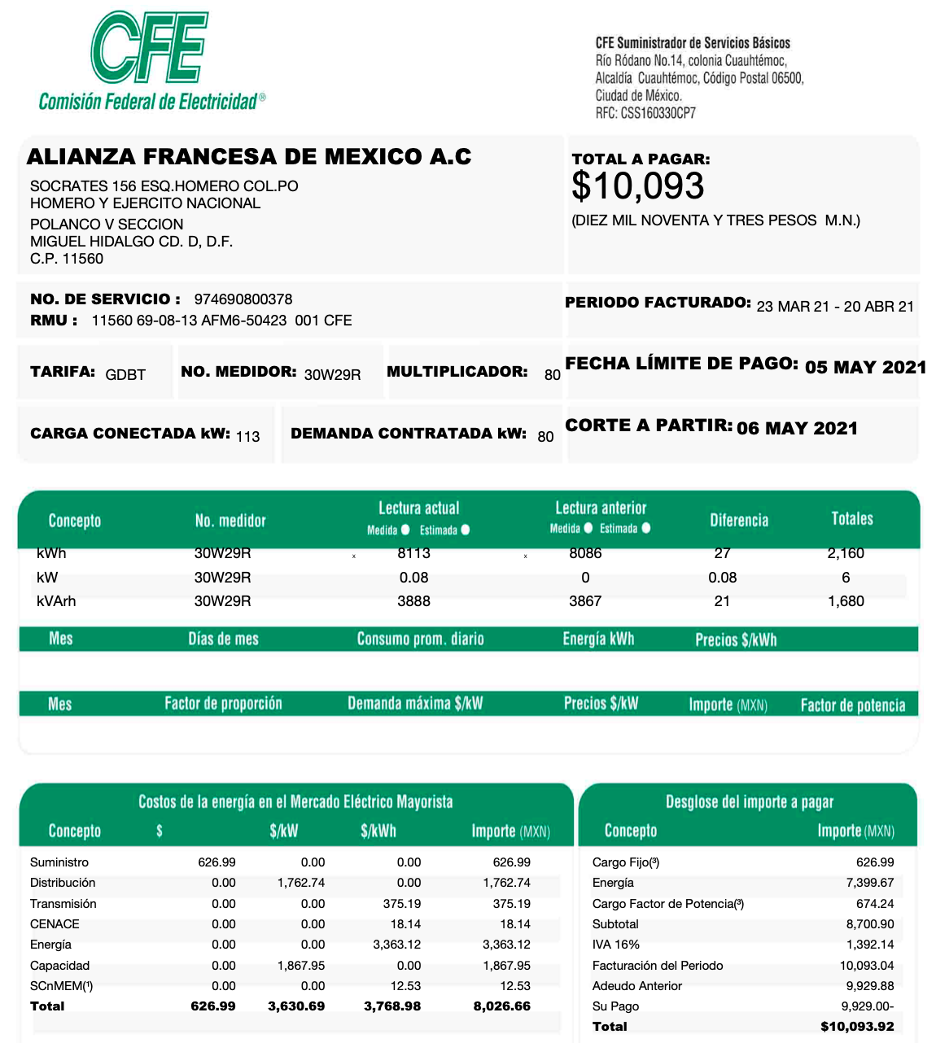 CFE
Comisión Federal de Electricidad®
CFE Suministrador de Servicios Básicos
Río Ródano No.14, colonia Cuauhtémoc,
Alcaldía Cuauhtémoc, Código Postal 06500,
Ciudad de México.
RFC: CSS160330CP7
ALIANZA FRANCESA DE MEXICO A.C
SOCRATES 156 ESQ.HOMERO COL.PO
HOMERO Y EJERCITO NACIONAL
POLANCO V SECCION
MIGUEL HIDALGO CD. D, D.F.
C.P. 11560
TOTAL A PAGAR:
$10,093
(DIEZ MIL NOVENTA Y TRES PESOS M.N.)
NO. DE SERVICIO : 974690800378
RMU : 11560 69-08-13 AFM6-50423 001 CFE
PERIODO FACTURADO: 23 MAR 21 - 20 ABR 21
TARIFA: GDBT NO. MEDIDOR: 30W29R MULTIPLICADOR: 80
FECHA LÍMITE DE PAGO: 05 MAY 2021
CARGA CONECTADA kW: 113 DEMANDA CONTRATADA kW: 80
CORTE A PARTIR: 06 MAY 2021
Concepto No. medidor Lectura actual Lectura anterior Diferencia Totales
Medida Estimada Medida Estimada
kWh 30W29R x 8113 x 8086 27 2,160
kW 30W29R 0.08 0 0.08 6
kVArh 30W29R 3888 3867 21 1,680
Mes Días de mes Consumo prom. diario Energía kWh Precios $/kWh
Mes Factor de proporción Demanda máxima $/kW Precios $/kW Importe (MXN) Factor de potencia
Costos de la energía en el Mercado Eléctrico Mayorista
Concepto $ $/kW $/kWh Importe (MXN)
Suministro 626.99 0.00 0.00 626.99
Distribución 0.00 1,762.74 0.00 1,762.74
Transmisión 0.00 0.00 375.19 375.19
CENACE 0.00 0.00 18.14 18.14
Energía 0.00 0.00 3,363.12 3,363.12
Capacidad 0.00 1,867.95 0.00 1,867.95
SCnMEM(¹) 0.00 0.00 12.53 12.53
Total 626.99 3,630.69 3,768.98 8,026.66
Desglose del importe a pagar
Concepto Importe (MXN)
Cargo Fijo(³) 626.99
Energía 7,399.67
Cargo Factor de Potencia(³) 674.24
Subtotal 8,700.90
IVA 16% 1,392.14
Facturación del Periodo 10,093.04
Adeudo Anterior 9,929.88
Su Pago 9,929.00-
Total $10,093.92